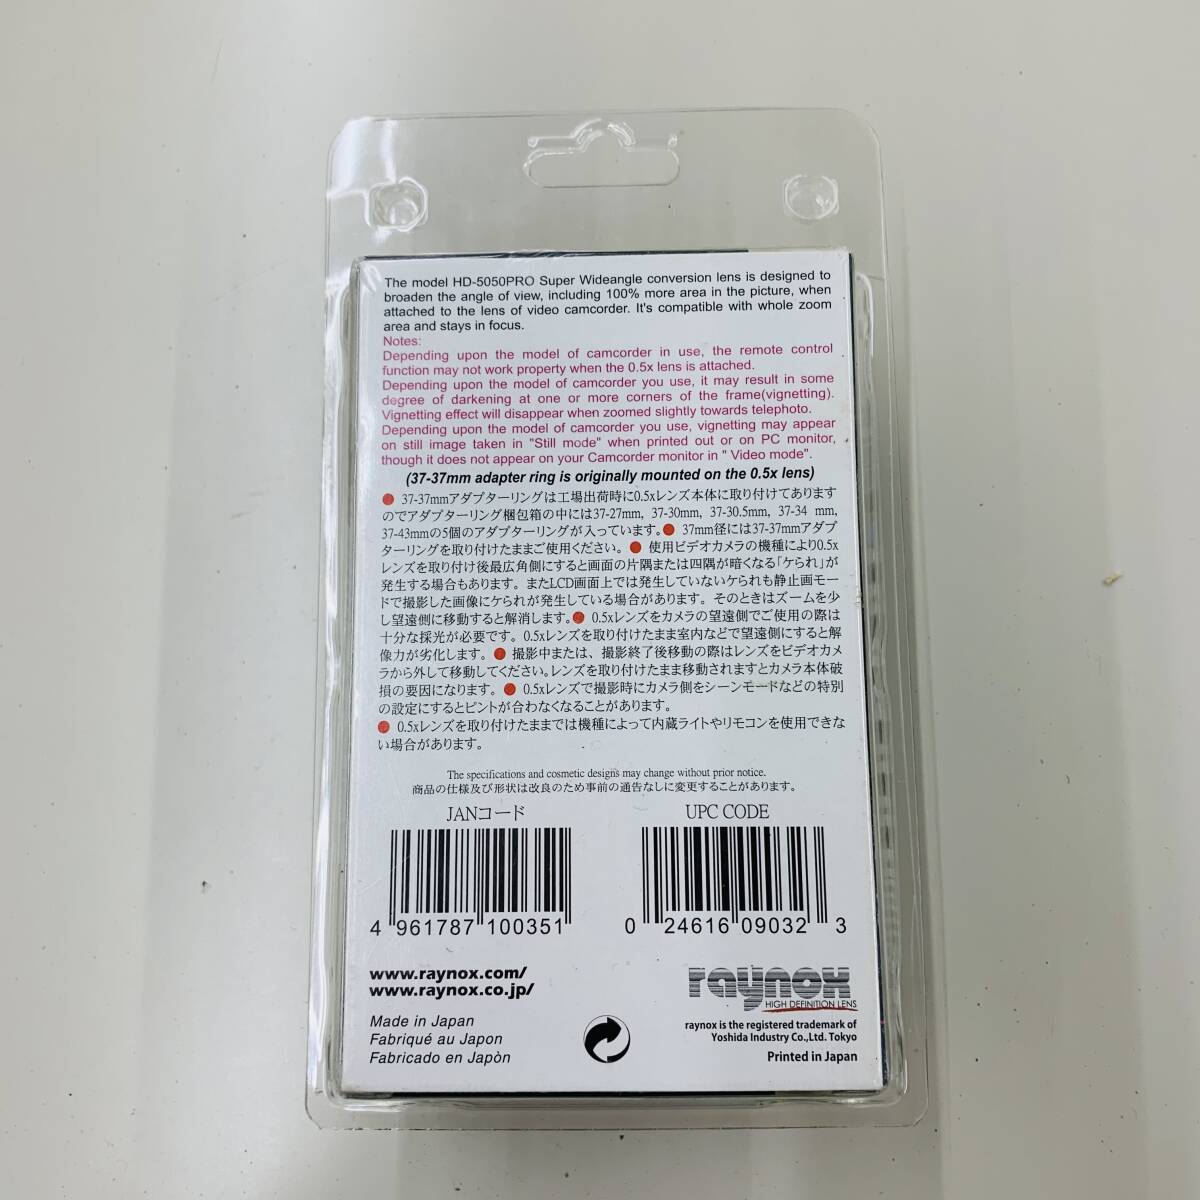 The model HD-5050PRO Super Wideangle conversion lens is designed to
broaden the angle of view, including 100% more area in the picture, when
attached to the lens of video camcorder. It's compatible with whole zoom
area and stays in focus.
Notes:
Depending upon the model of camcorder in use, the remote control
function may not work property when the 0.5x lens is attached.
Depending upon the model of camcorder you use, it may result in some
degree of darkening at one or more corners of the frame(vignetting).
Vignetting effect will disappear when zoomed slightly towards telephoto.
Depending upon the model of camcorder you use, vignetting may appear
on still image taken in "Still mode" when printed out or on PC monitor,
though it does not appear on your Camcorder monitor in " Video mode".
(37-37mm adapter ring is originally mounted on the 0.5x lens)
● 37-37mmアダプターリングは工場出荷時に0.5xレンズ本体に取り付けてあります
のでアダプターリング梱包箱の中には37-27mm, 37-30mm, 37-30.5mm, 37-34 mm,
37-43mmの5個のアダプターリングが入っています。● 37mm径には37-37mmアダプ
ターリングを取り付けたままご使用ください。● 使用ビデオカメラの機種により0.5x
レンズを取り付け後最広角側にすると画面の片隅または四隅が暗くなる「ケられ」が
発生する場合もあります。またLCD画面上では発生していないケられも静止画モー
ドで撮影した画像にケられが発生している場合があります。そのときはズームを少
し望遠側に移動すると解消します。● 0.5xレンズをカメラの望遠側でご使用の際は
十分な採光が必要です。0.5xレンズを取り付けたまま室内などで望遠側にすると解
像力が劣化します。● 撮影中または、撮影終了後移動の際はレンズをビデオカメ
ラから外して移動してください。レンズを取り付けたまま移動されますとカメラ本体破
損の要因になります。● 0.5xレンズで撮影時にカメラ側をシーンモードなどの特別
の設定にするとピントが合わなくなることがあります。
● 0.5xレンズを取り付けたままでは機種によって内蔵ライトやリモコンを使用できな
い場合があります。
The specifications and cosmetic designs may change without prior notice.
商品の仕様及び形状は改良のため事前の通告なしに変更することがあります。
JANコード
UPC CODE
4 961787 100351
0 24616 09032 3
www.raynox.com/
www.raynox.co.jp/
raynox
HIGH DEFINITION LENS
Made in Japan
Fabriqué au Japon
Fabricado en Japòn
raynox is the registered trademark of
Yoshida Industry Co.,Ltd. Tokyo
Printed in Japan